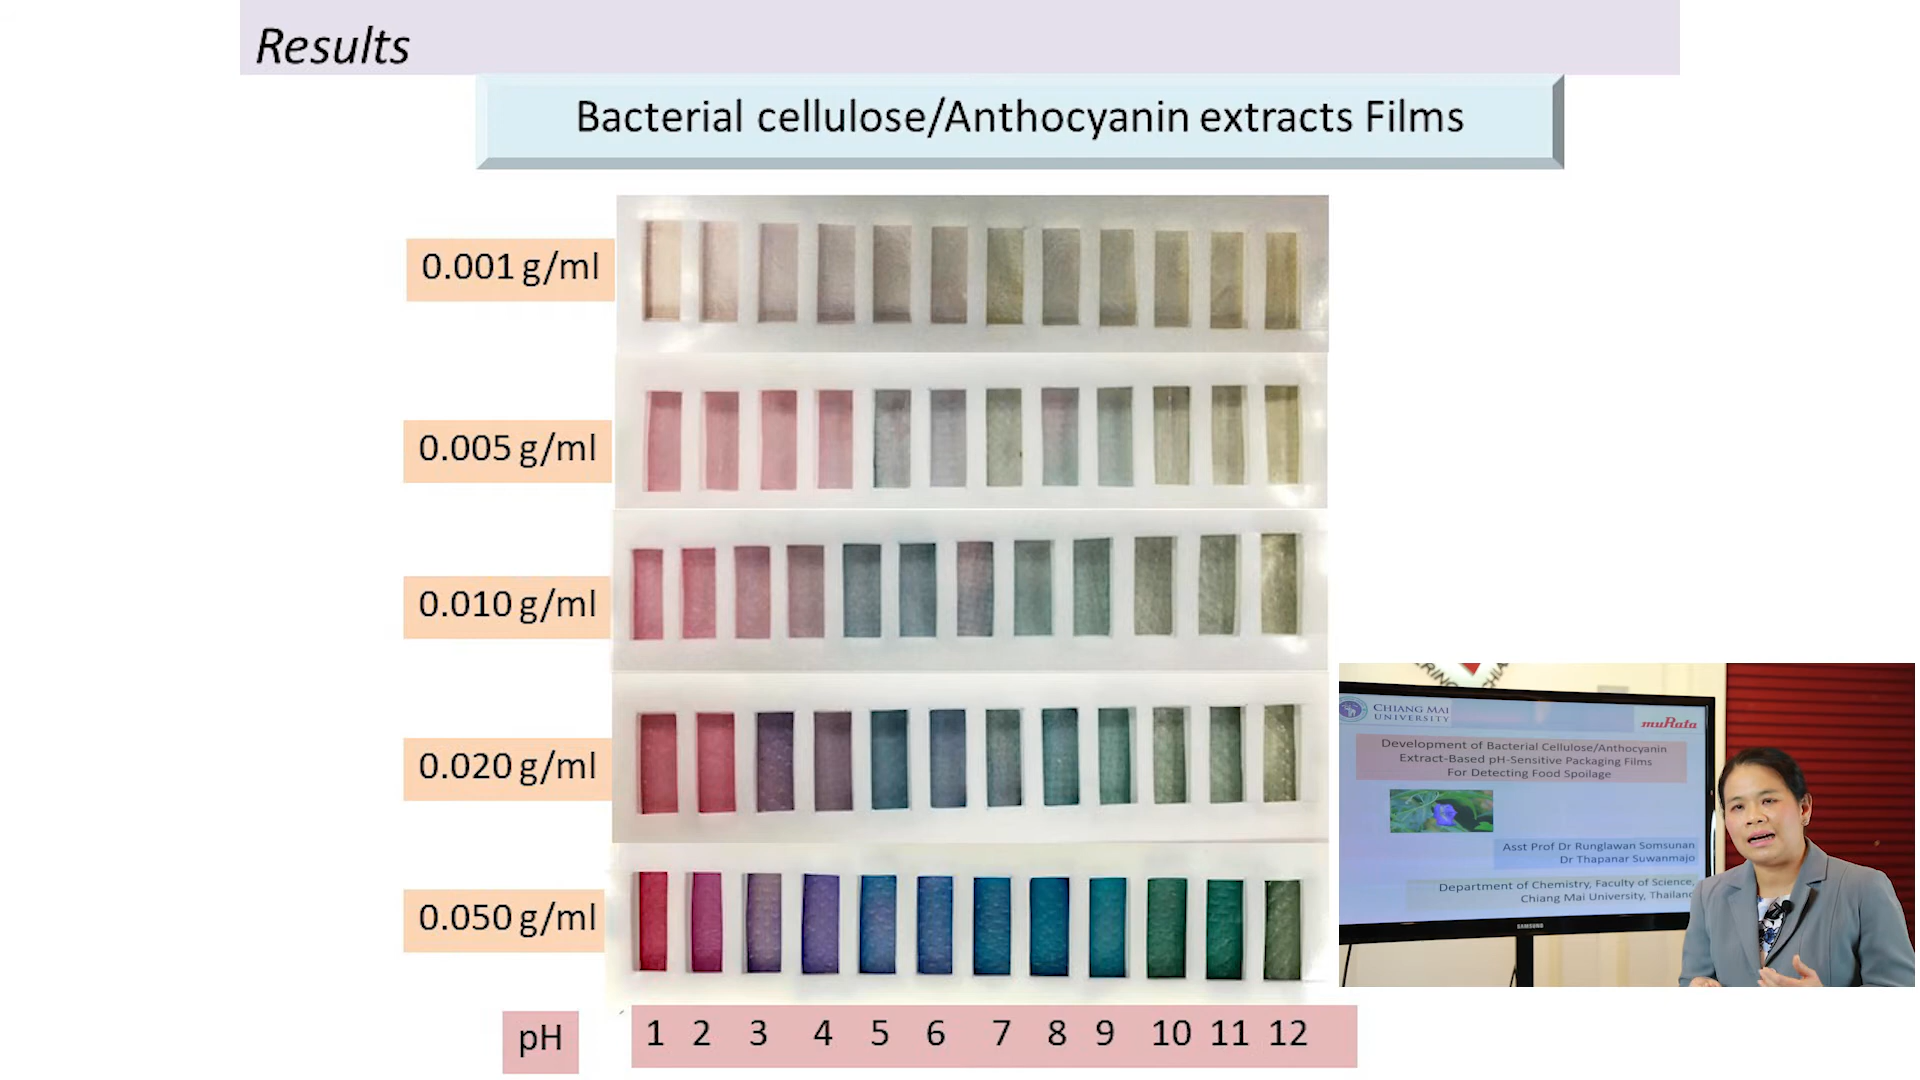 Results
Bacterial cellulose/Anthocyanin extracts Films
0.001 g/ml
0.005 g/ml
0.010 g/ml
0.020 g/ml
0.050 g/ml
pH 1 2 3 4 5 6 7 8 9 10 11 12
CHIANG MAI
UNIVERSITY
muRata
Development of Bacterial Cellulose/Anthocyanin
Extract-Based pH-Sensitive Packaging Films
For Detecting Food Spoilage
Asst Prof Dr Runglawan Somsunan
Dr Thapanar Suwanmajo
Department of Chemistry, Faculty of Science,
Chiang Mai University, Thailand
SAMSUNG